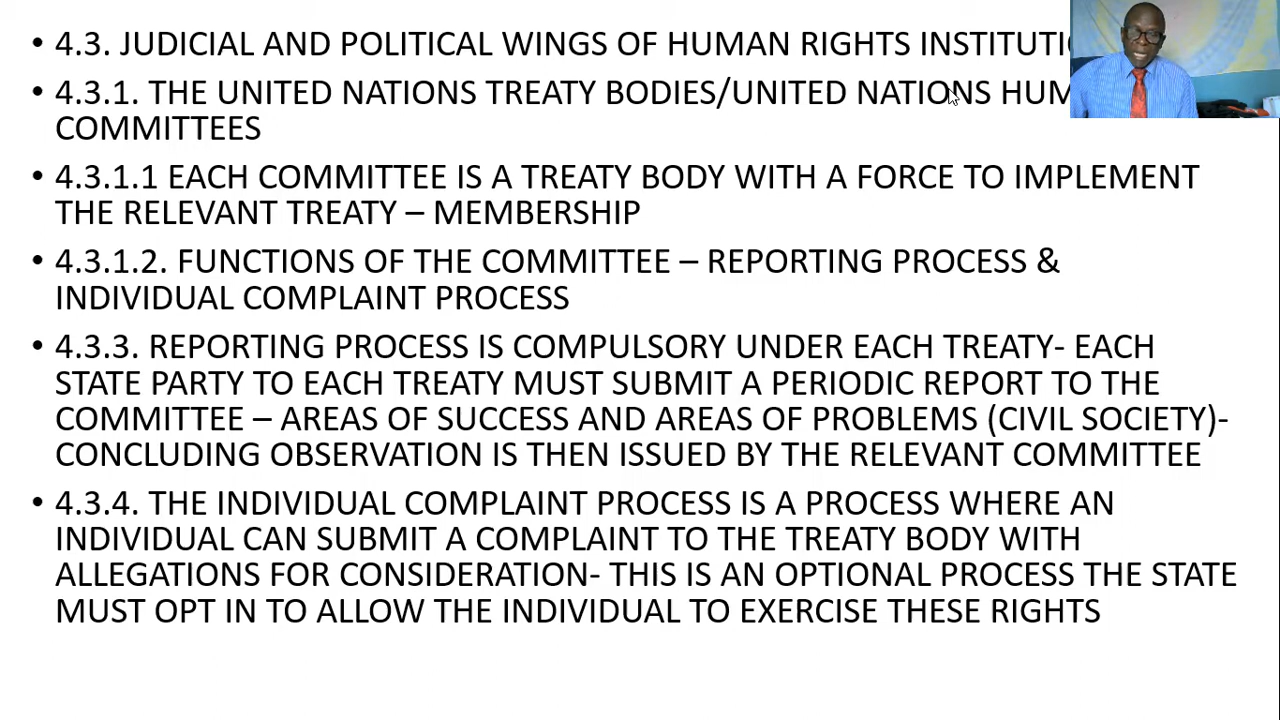 • 4.3. JUDICIAL AND POLITICAL WINGS OF HUMAN RIGHTS
• 4.3.1. THE UNITED NATIONS TREATY BODIES/UNITED NATIONS
COMMITTEES
• 4.3.1.1 EACH COMMITTEE IS A TREATY BODY WITH A FORCE TO IMPLEMENT
THE RELEVANT TREATY – MEMBERSHIP
• 4.3.1.2. FUNCTIONS OF THE COMMITTEE – REPORTING PROCESS &
INDIVIDUAL COMPLAINT PROCESS
• 4.3.3. REPORTING PROCESS IS COMPULSORY UNDER EACH TREATY- EACH
STATE PARTY TO EACH TREATY MUST SUBMIT A PERIODIC REPORT TO THE
COMMITTEE – AREAS OF SUCCESS AND AREAS OF PROBLEMS (CIVIL SOCIETY)-
CONCLUDING OBSERVATION IS THEN ISSUED BY THE RELEVANT COMMITTEE
• 4.3.4. THE INDIVIDUAL COMPLAINT PROCESS IS A PROCESS WHERE AN
INDIVIDUAL CAN SUBMIT A COMPLAINT TO THE TREATY BODY WITH
ALLEGATIONS FOR CONSIDERATION- THIS IS AN OPTIONAL PROCESS THE STATE
MUST OPT IN TO ALLOW THE INDIVIDUAL TO EXERCISE THESE RIGHTS